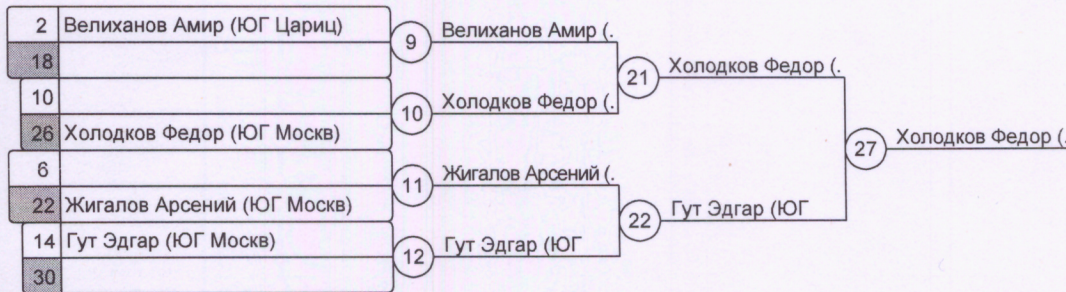 2 Велиханов Амир (ЮГ Цариц)
18
9
Велиханов Амир (.
10
26 Холодков Федор (ЮГ Москв)
10
Холодков Федор (.
21
Холодков Федор (.
6
22 Жигалов Арсений (ЮГ Москв)
11
Жигалов Арсений (.
14 Гут Эдгар (ЮГ Москв)
30
12
Гут Эдгар (ЮГ
22
Гут Эдгар (ЮГ
27
Холодков Федор (.